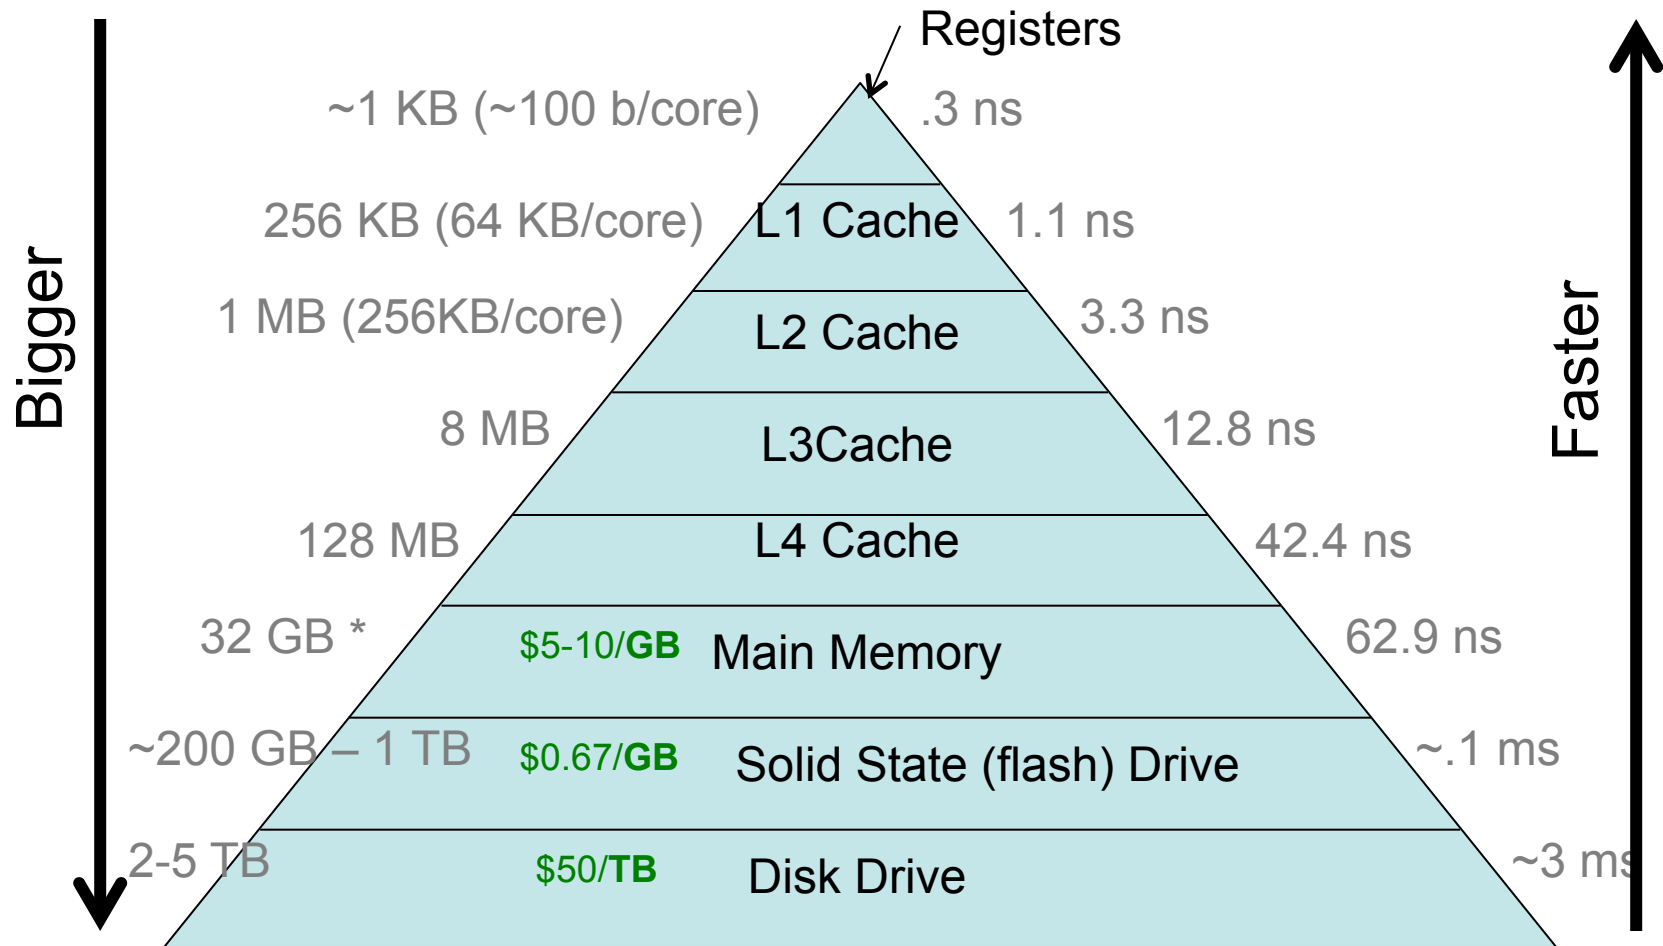 Registers
~1 KB (~100 b/core) .3 ns
256 KB (64 KB/core) L1 Cache 1.1 ns
1 MB (256KB/core) L2 Cache 3.3 ns
Bigger
Faster
8 MB L3Cache 12.8 ns
128 MB L4 Cache 42.4 ns
32 GB * $5-10/GB Main Memory 62.9 ns
~200 GB – 1 TB $0.67/GB Solid State (flash) Drive ~.1 ms
2-5 TB $50/TB Disk Drive ~3 ms